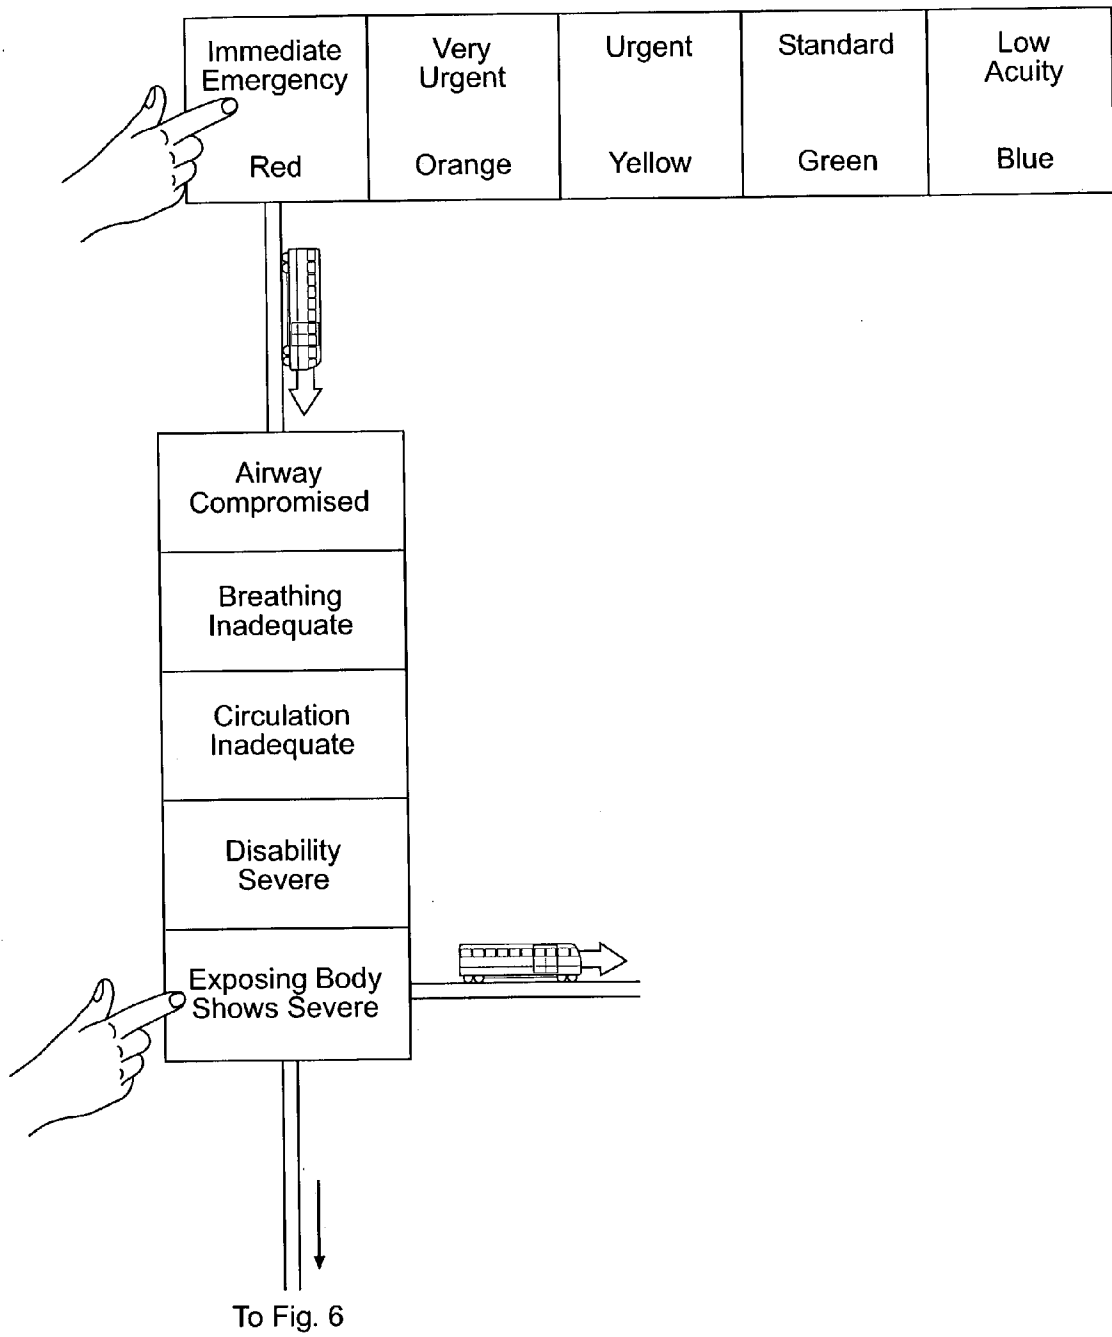 Immediate
Emergency
Red
Very
Urgent
Orange
Urgent
Yellow
Standard
Green
Low
Acuity
Blue
Airway
Compromised
Breathing
Inadequate
Circulation
Inadequate
Disability
Severe
Exposing Body
Shows Severe
To Fig. 6